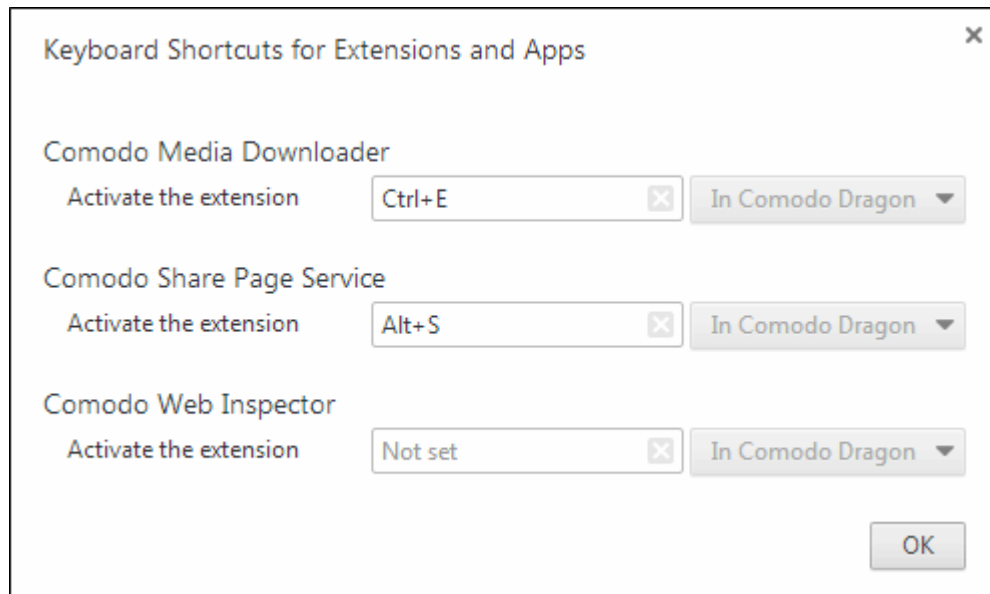 Keyboard Shortcuts for Extensions and Apps
Comodo Media Downloader
Activate the extension Ctrl+E In Comodo Dragon
Comodo Share Page Service
Activate the extension Alt+S In Comodo Dragon
Comodo Web Inspector
Activate the extension Not set In Comodo Dragon
OK